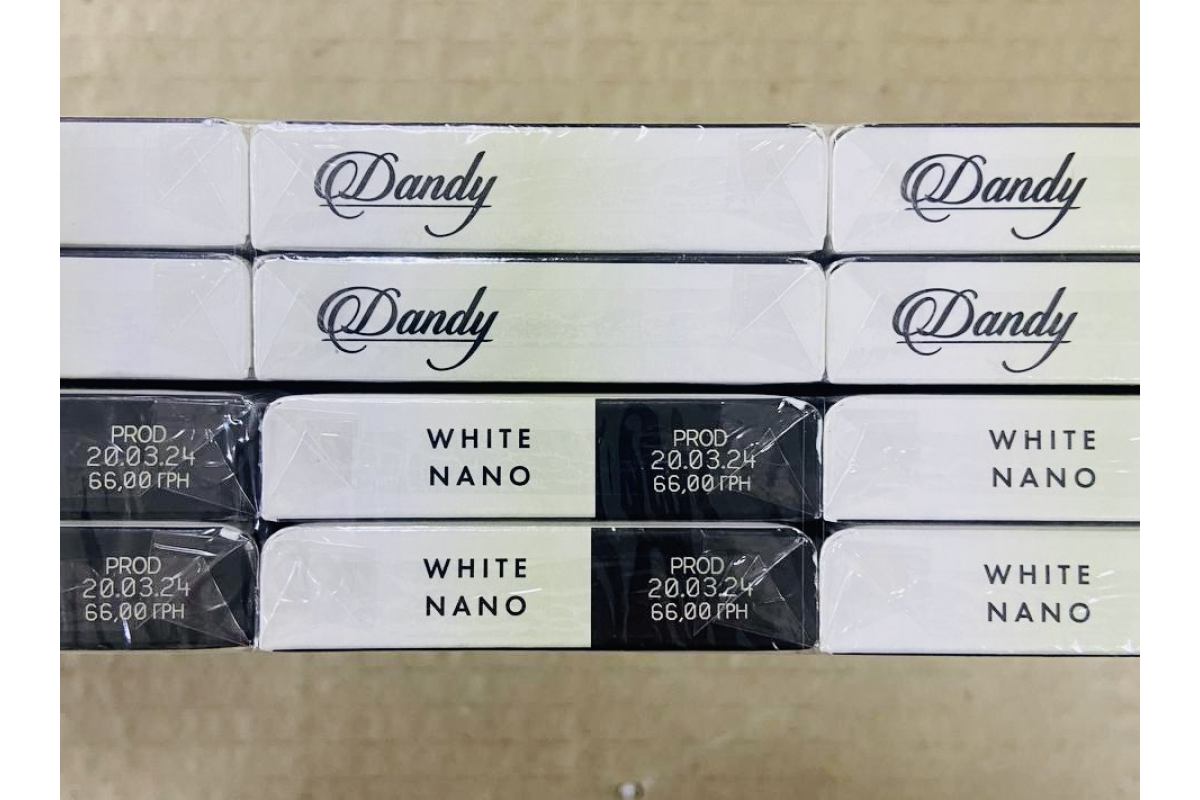 Dandy
Dandy
Dandy
Dandy
PROD
20.03.24
66,00 ГРН
WHITE
NANO
PROD
20.03.24
66,00 ГРН
WHITE
NANO
PROD
20.03.24
66,00 ГРН
WHITE
NANO
PROD
20.03.24
66,00 ГРН
WHITE
NANO